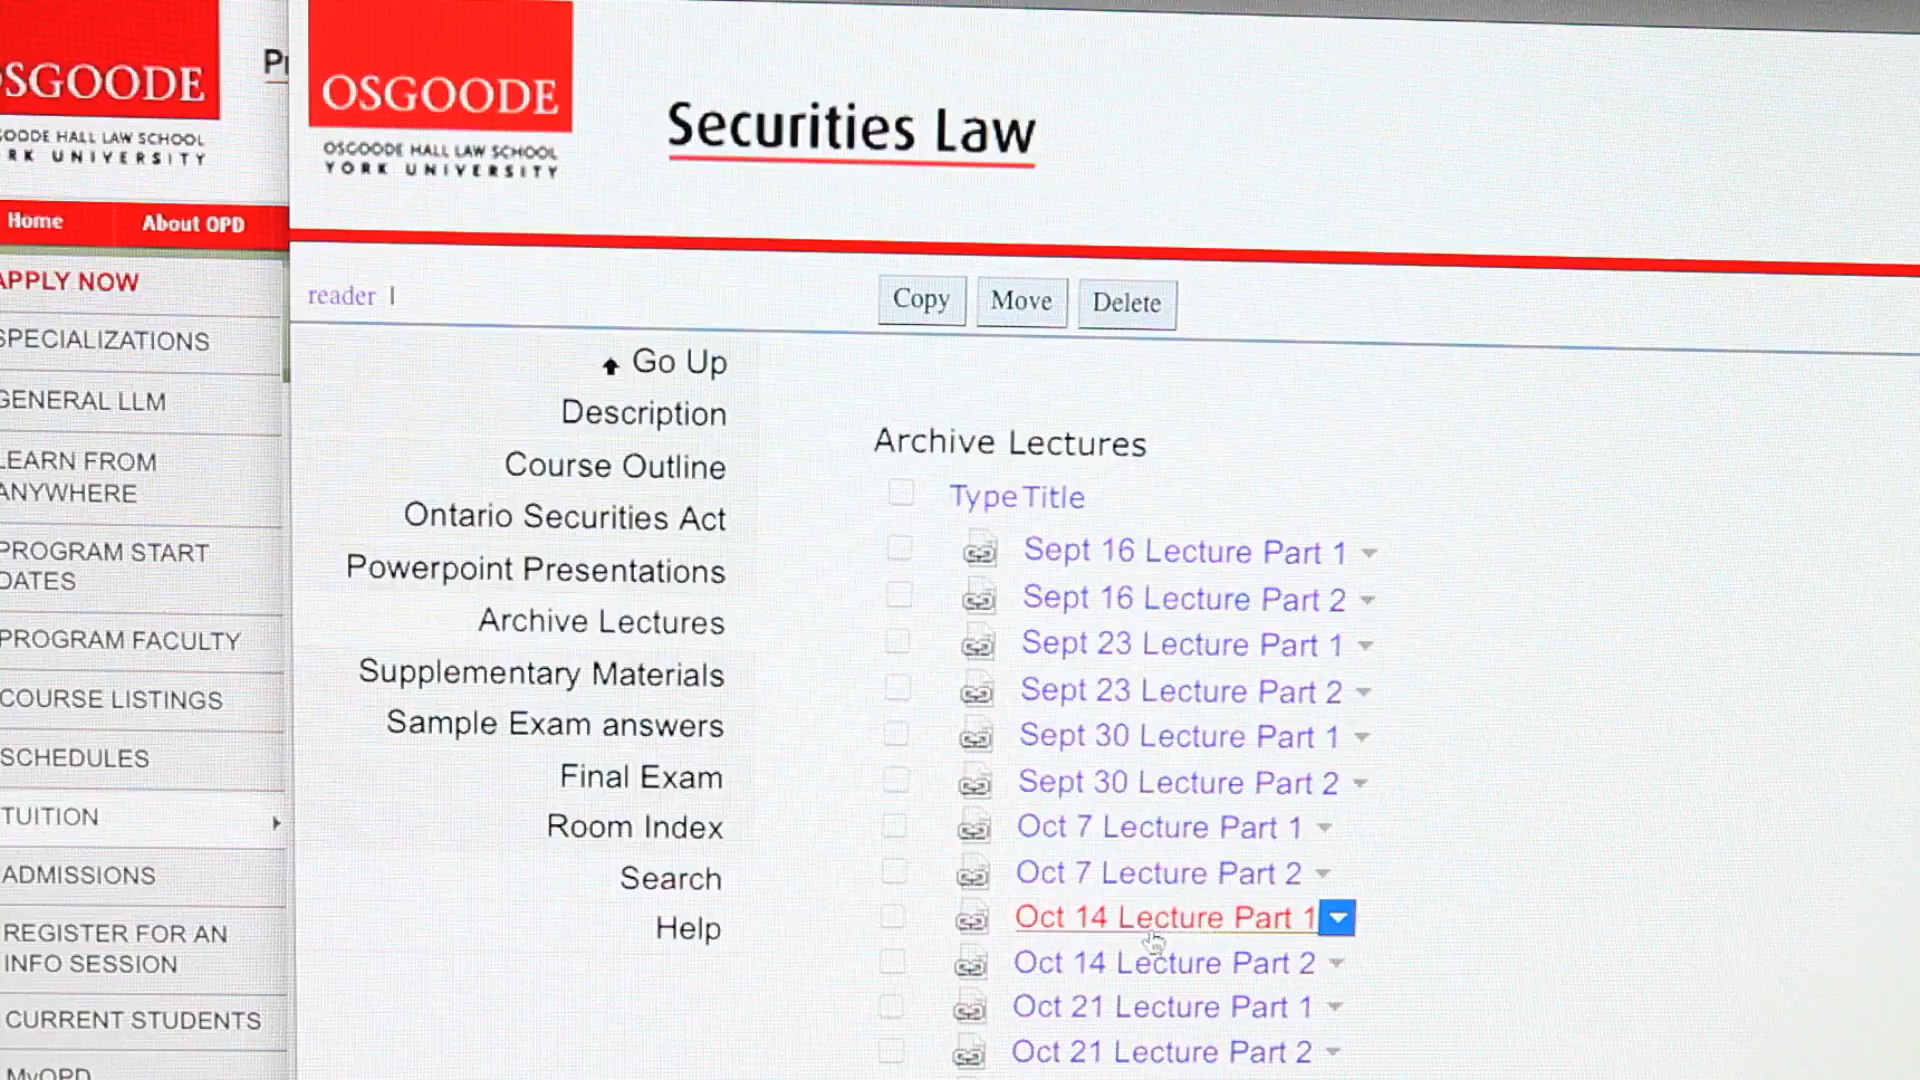 OSGOODE
OSGOODE HALL LAW SCHOOL
YORK UNIVERSITY
Home
About OPD
APPLY NOW
SPECIALIZATIONS
GENERAL LLM
LEARN FROM
ANYWHERE
PROGRAM START
DATES
PROGRAM FACULTY
COURSE LISTINGS
SCHEDULES
TUITION
ADMISSIONS
REGISTER FOR AN
INFO SESSION
CURRENT STUDENTS
MyOPD
OSGOODE
OSGOODE HALL LAW SCHOOL
YORK UNIVERSITY
Securities Law
reader |
Copy
Move
Delete
Go Up
Description
Course Outline
Ontario Securities Act
Powerpoint Presentations
Archive Lectures
Supplementary Materials
Sample Exam answers
Final Exam
Room Index
Search
Help
Archive Lectures
Type Title
Sept 16 Lecture Part 1
Sept 16 Lecture Part 2
Sept 23 Lecture Part 1
Sept 23 Lecture Part 2
Sept 30 Lecture Part 1
Sept 30 Lecture Part 2
Oct 7 Lecture Part 1
Oct 7 Lecture Part 2
Oct 14 Lecture Part 1
Oct 14 Lecture Part 2
Oct 21 Lecture Part 1
Oct 21 Lecture Part 2